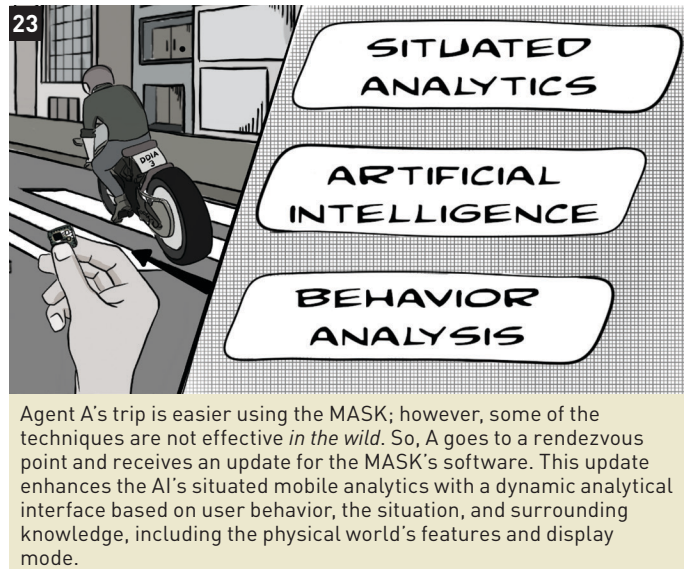 23
DDIA
3
SITUATED
ANALYTICS
ARTIFICIAL
INTELLIGENCE
BEHAVIOR
ANALYSIS
Agent A's trip is easier using the MASK; however, some of the
techniques are not effective in the wild. So, A goes to a rendezvous
point and receives an update for the MASK's software. This update
enhances the AI's situated mobile analytics with a dynamic analytical
interface based on user behavior, the situation, and surrounding
knowledge, including the physical world's features and display
mode.